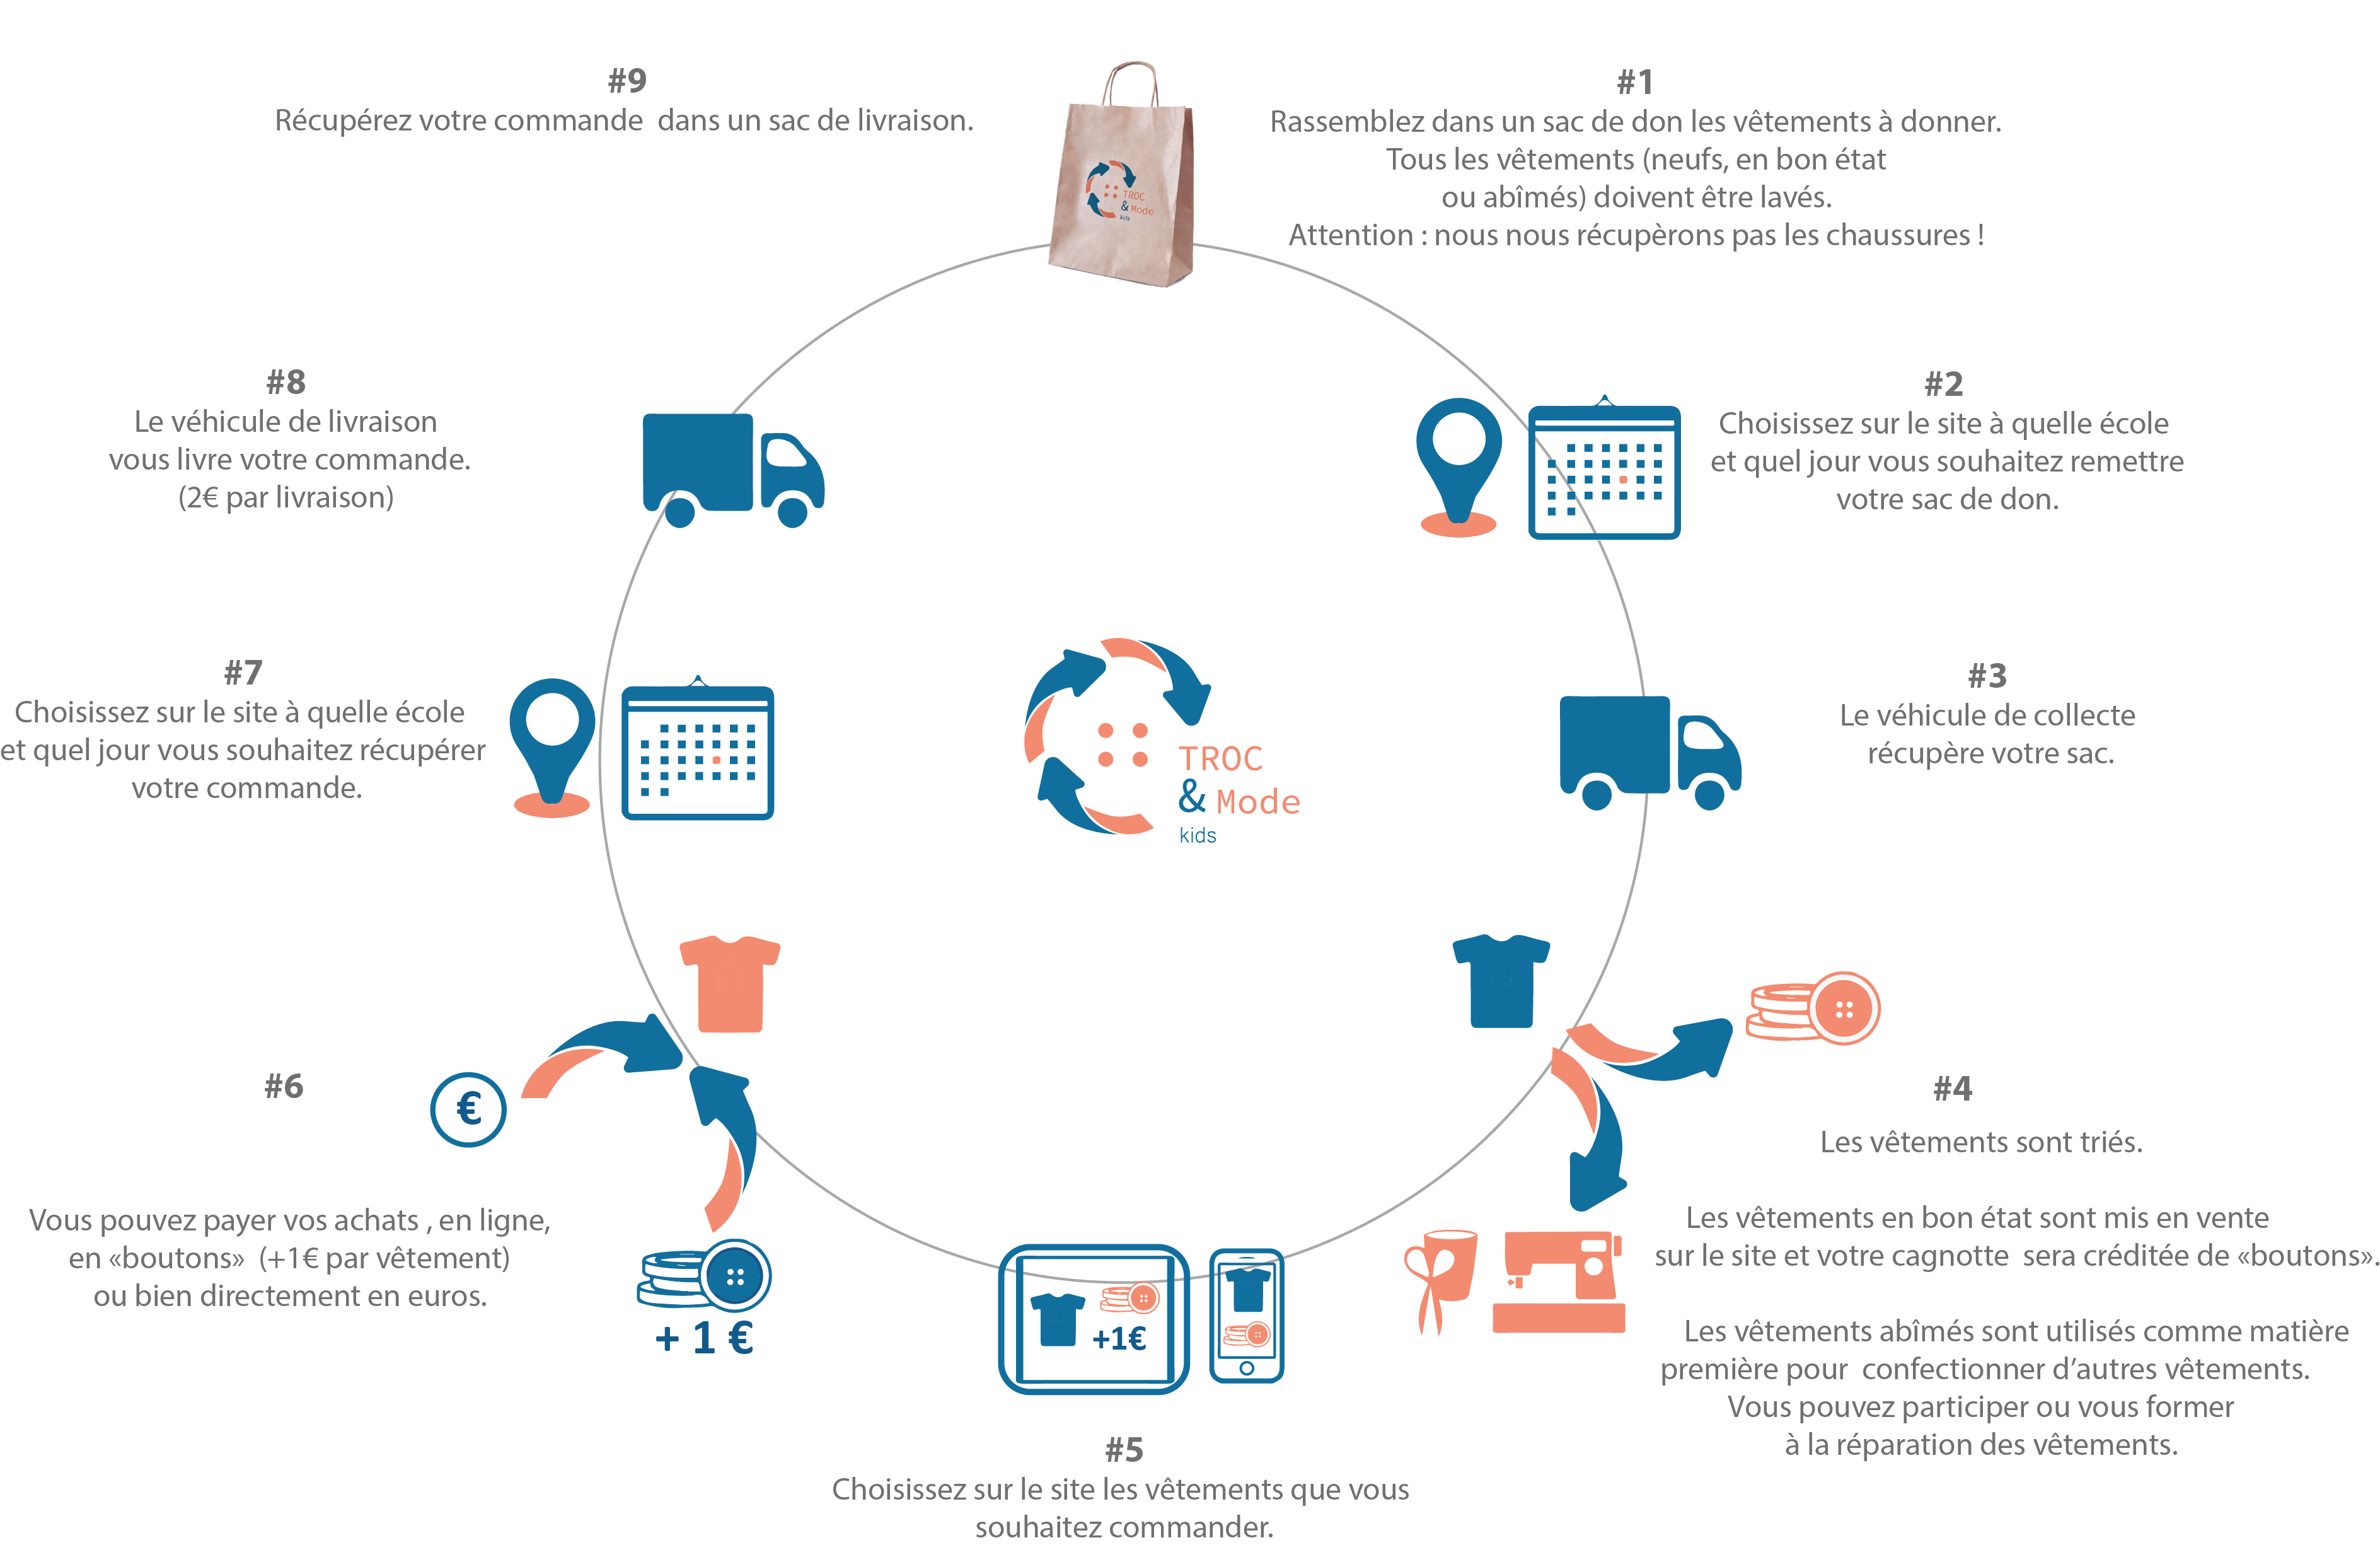 #1
Rassemblez dans un sac de don les vêtements à donner.
Tous les vêtements (neufs, en bon état
ou abîmés) doivent être lavés.
Attention : nous nous récupèrons pas les chaussures !
TROC
& Mode
kids
#2
Choisissez sur le site à quelle école
et quel jour vous souhaitez remettre
votre sac de don.
#3
Le véhicule de collecte
récupère votre sac.
#4
Les vêtements sont triés.
Les vêtements en bon état sont mis en vente
sur le site et votre cagnotte sera créditée de «boutons».
Les vêtements abîmés sont utilisés comme matière
première pour confectionner d’autres vêtements.
Vous pouvez participer ou vous former
à la réparation des vêtements.
+1€
#5
Choisissez sur le site les vêtements que vous
souhaitez commander.
#6
€
Vous pouvez payer vos achats , en ligne,
en «boutons» (+1€ par vêtement)
ou bien directement en euros.
+ 1 €
#7
Choisissez sur le site à quelle école
et quel jour vous souhaitez récupérer
votre commande.
#8
Le véhicule de livraison
vous livre votre commande.
(2€ par livraison)
#9
Récupérez votre commande dans un sac de livraison.
TROC
& Mode
kids